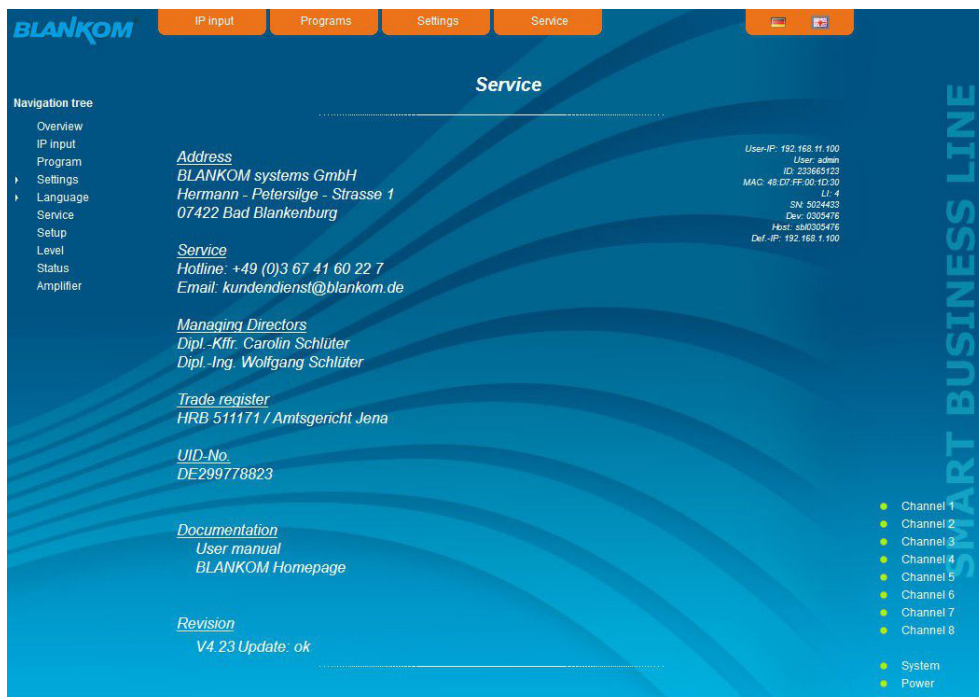 BLANKOM
IP input
Programs
Settings
Service
Service
Navigation tree
Overview
IP input
Program
Settings
Language
Service
Setup
Level
Status
Amplifier
Address
BLANKOM systems GmbH
Hermann - Petersilge - Strasse 1
07422 Bad Blankenburg
Service
Hotline: +49 (0)3 67 41 60 22 7
Email: kundendienst@blankom.de
Managing Directors
Dipl.-Kffr. Carolin Schlüter
Dipl.-Ing. Wolfgang Schlüter
Trade register
HRB 511171 / Amtsgericht Jena
UID-No.
DE299778823
Documentation
User manual
BLANKOM Homepage
Revision
V4.23 Update: ok
User-IP: 192.168.11.100
User: admin
ID: 233665123
MAC: 48:D7:FF:00:1D:30
LI: 4
SN: 5024433
Dev: 0305476
Host: sbl0305476
Def.-IP: 192.168.1.100
SMART BUSINESS LINE
Channel 1
Channel 2
Channel 3
Channel 4
Channel 5
Channel 6
Channel 7
Channel 8
System
Power